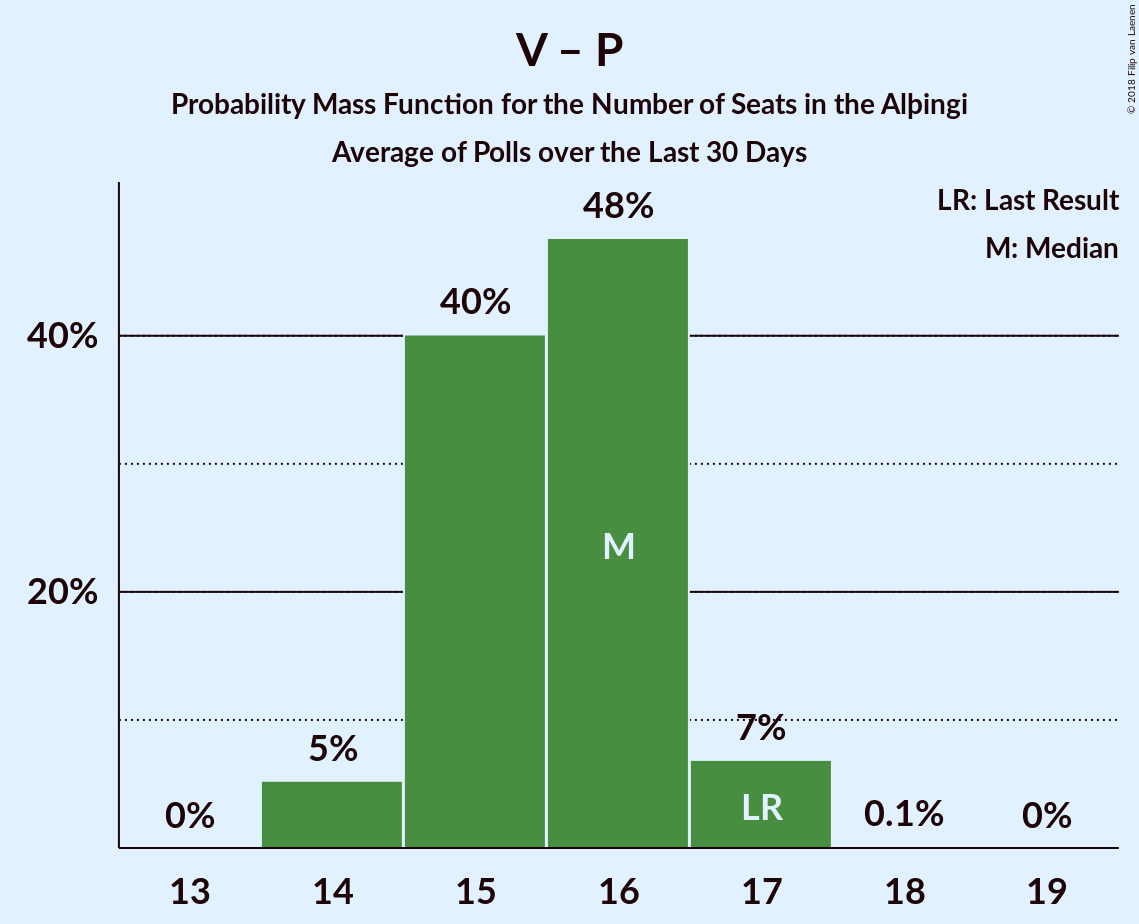 V – P
Probability Mass Function for the Number of Seats in the Alþingi
Average of Polls over the Last 30 Days
© 2018 Filip van Laenen
LR: Last Result
M: Median
40%
20%
0%
5%
40%
48%
7%
0.1%
0%
M
LR
13 14 15 16 17 18 19